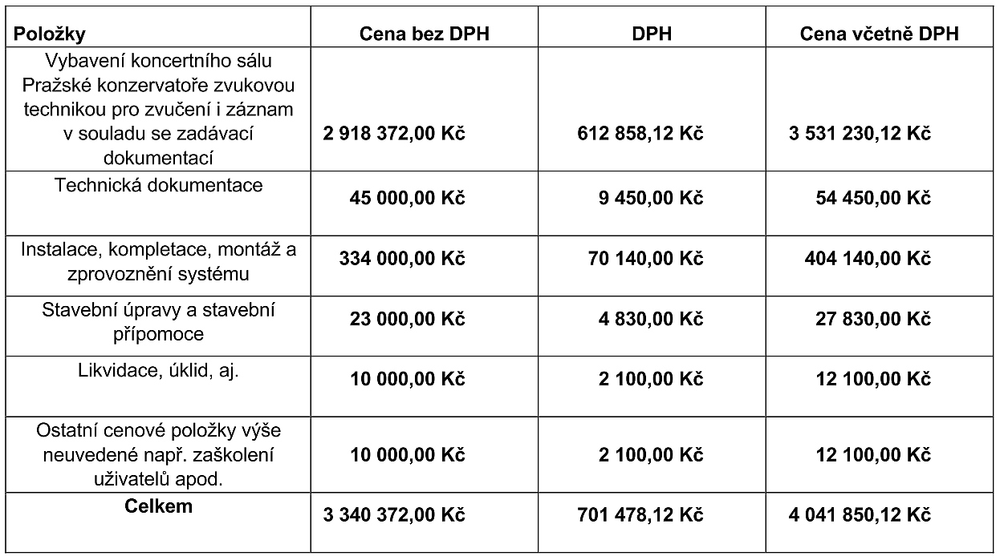 Položky Cena bez DPH DPH Cena včetně DPH
Vybavení koncertního sálu
Pražské konzervatoře zvukovou
technikou pro zvučení i záznam
v souladu se zadávací 2 918 372,00 Kč 612 858,12 Kč 3 531 230,12 Kč
dokumentací
Technická dokumentace
45 000,00 Kč 9 450,00 Kč 54 450,00 Kč
Instalace, kompletace, montáž a
zprovoznění systému
334 000,00 Kč 70 140,00 Kč 404 140,00 Kč
Stavební úpravy a stavební
přípomoce
23 000,00 Kč 4 830,00 Kč 27 830,00 Kč
Likvidace, úklid, aj.
10 000,00 Kč 2 100,00 Kč 12 100,00 Kč
Ostatní cenové položky výše
neuvedené např. zaškolení 10 000,00 Kč 2 100,00 Kč 12 100,00 Kč
uživatelů apod.
Celkem
3 340 372,00 Kč 701 478,12 Kč 4 041 850,12 Kč